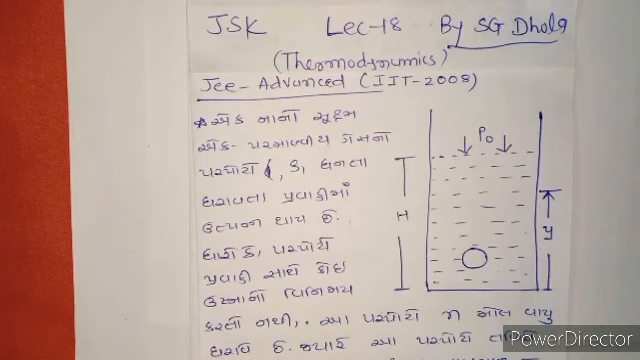 JSK Lec-18 By SG Dhola
(Thermodynamics)
Jee-Advanced (IIT-2008)
* એક નાનો સૂક્ષ્મ
એક-પરમાણ્વીય ગેસનો
પરપોટો, ઘનતા
P₀
ધરાવતા પ્રવાહીમાં
H
y
ઉત્પન્ન થાય છે.
ધારો કે, પરપોટો
પ્રવાહી સાથે કોઇ
ઉષ્માનો વિનિમય
કરતો નથી. આ પરપોટો n મોલ વાયુ
ધરાવે છે. જ્યારે આ પરપોટો
PowerDirector